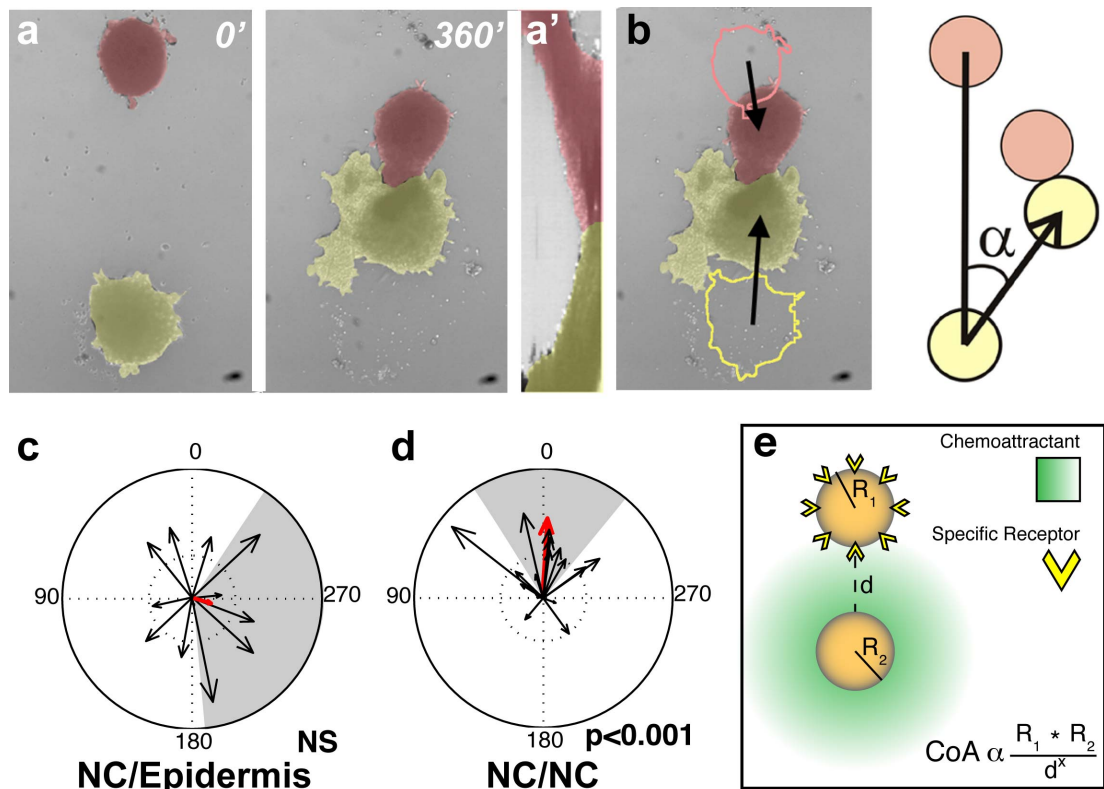 a
0’
360’
a’
b
α
c
0
90
270
180
NS
NC/Epidermis
d
0
90
270
180
p<0.001
NC/NC
e
Chemoattractant
Specific Receptor
R1
d
R2
CoA α R1 * R2
dx